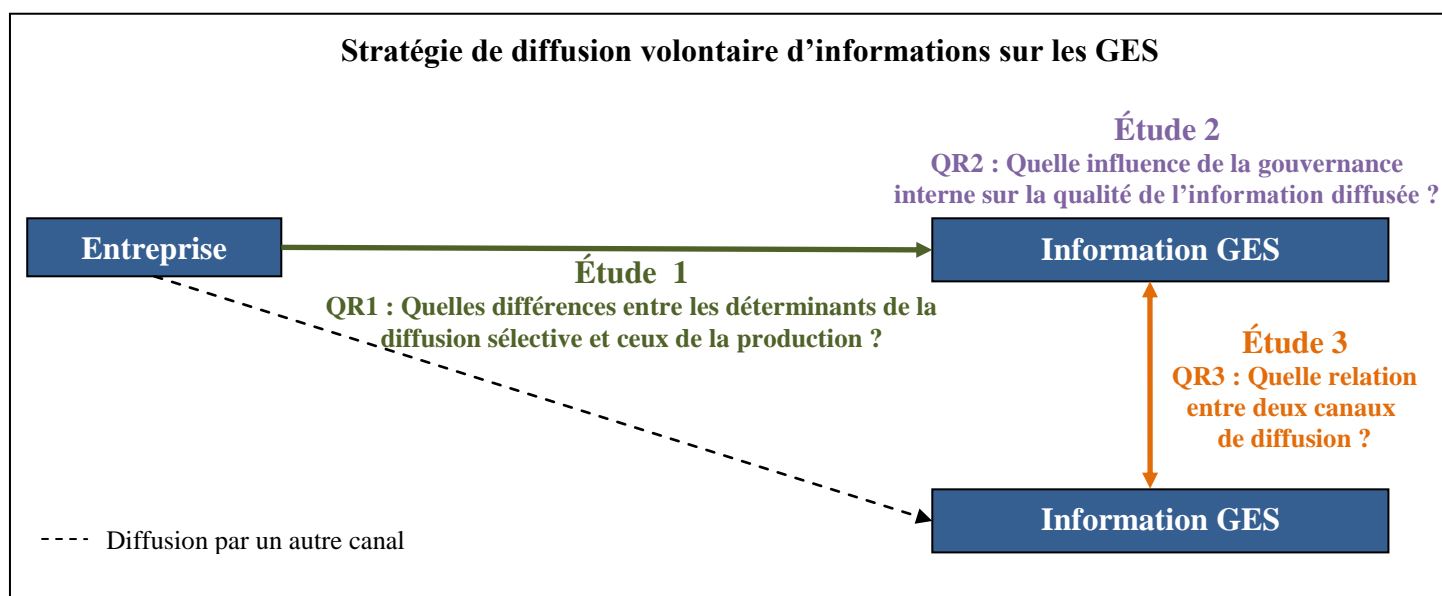 Stratégie de diffusion volontaire d’informations sur les GES
Étude 2
QR2 : Quelle influence de la gouvernance
interne sur la qualité de l’information diffusée ?
Entreprise
Information GES
Étude 1
QR1 : Quelles différences entre les déterminants de la
diffusion sélective et ceux de la production ?
Étude 3
QR3 : Quelle relation
entre deux canaux
de diffusion ?
Information GES
Diffusion par un autre canal